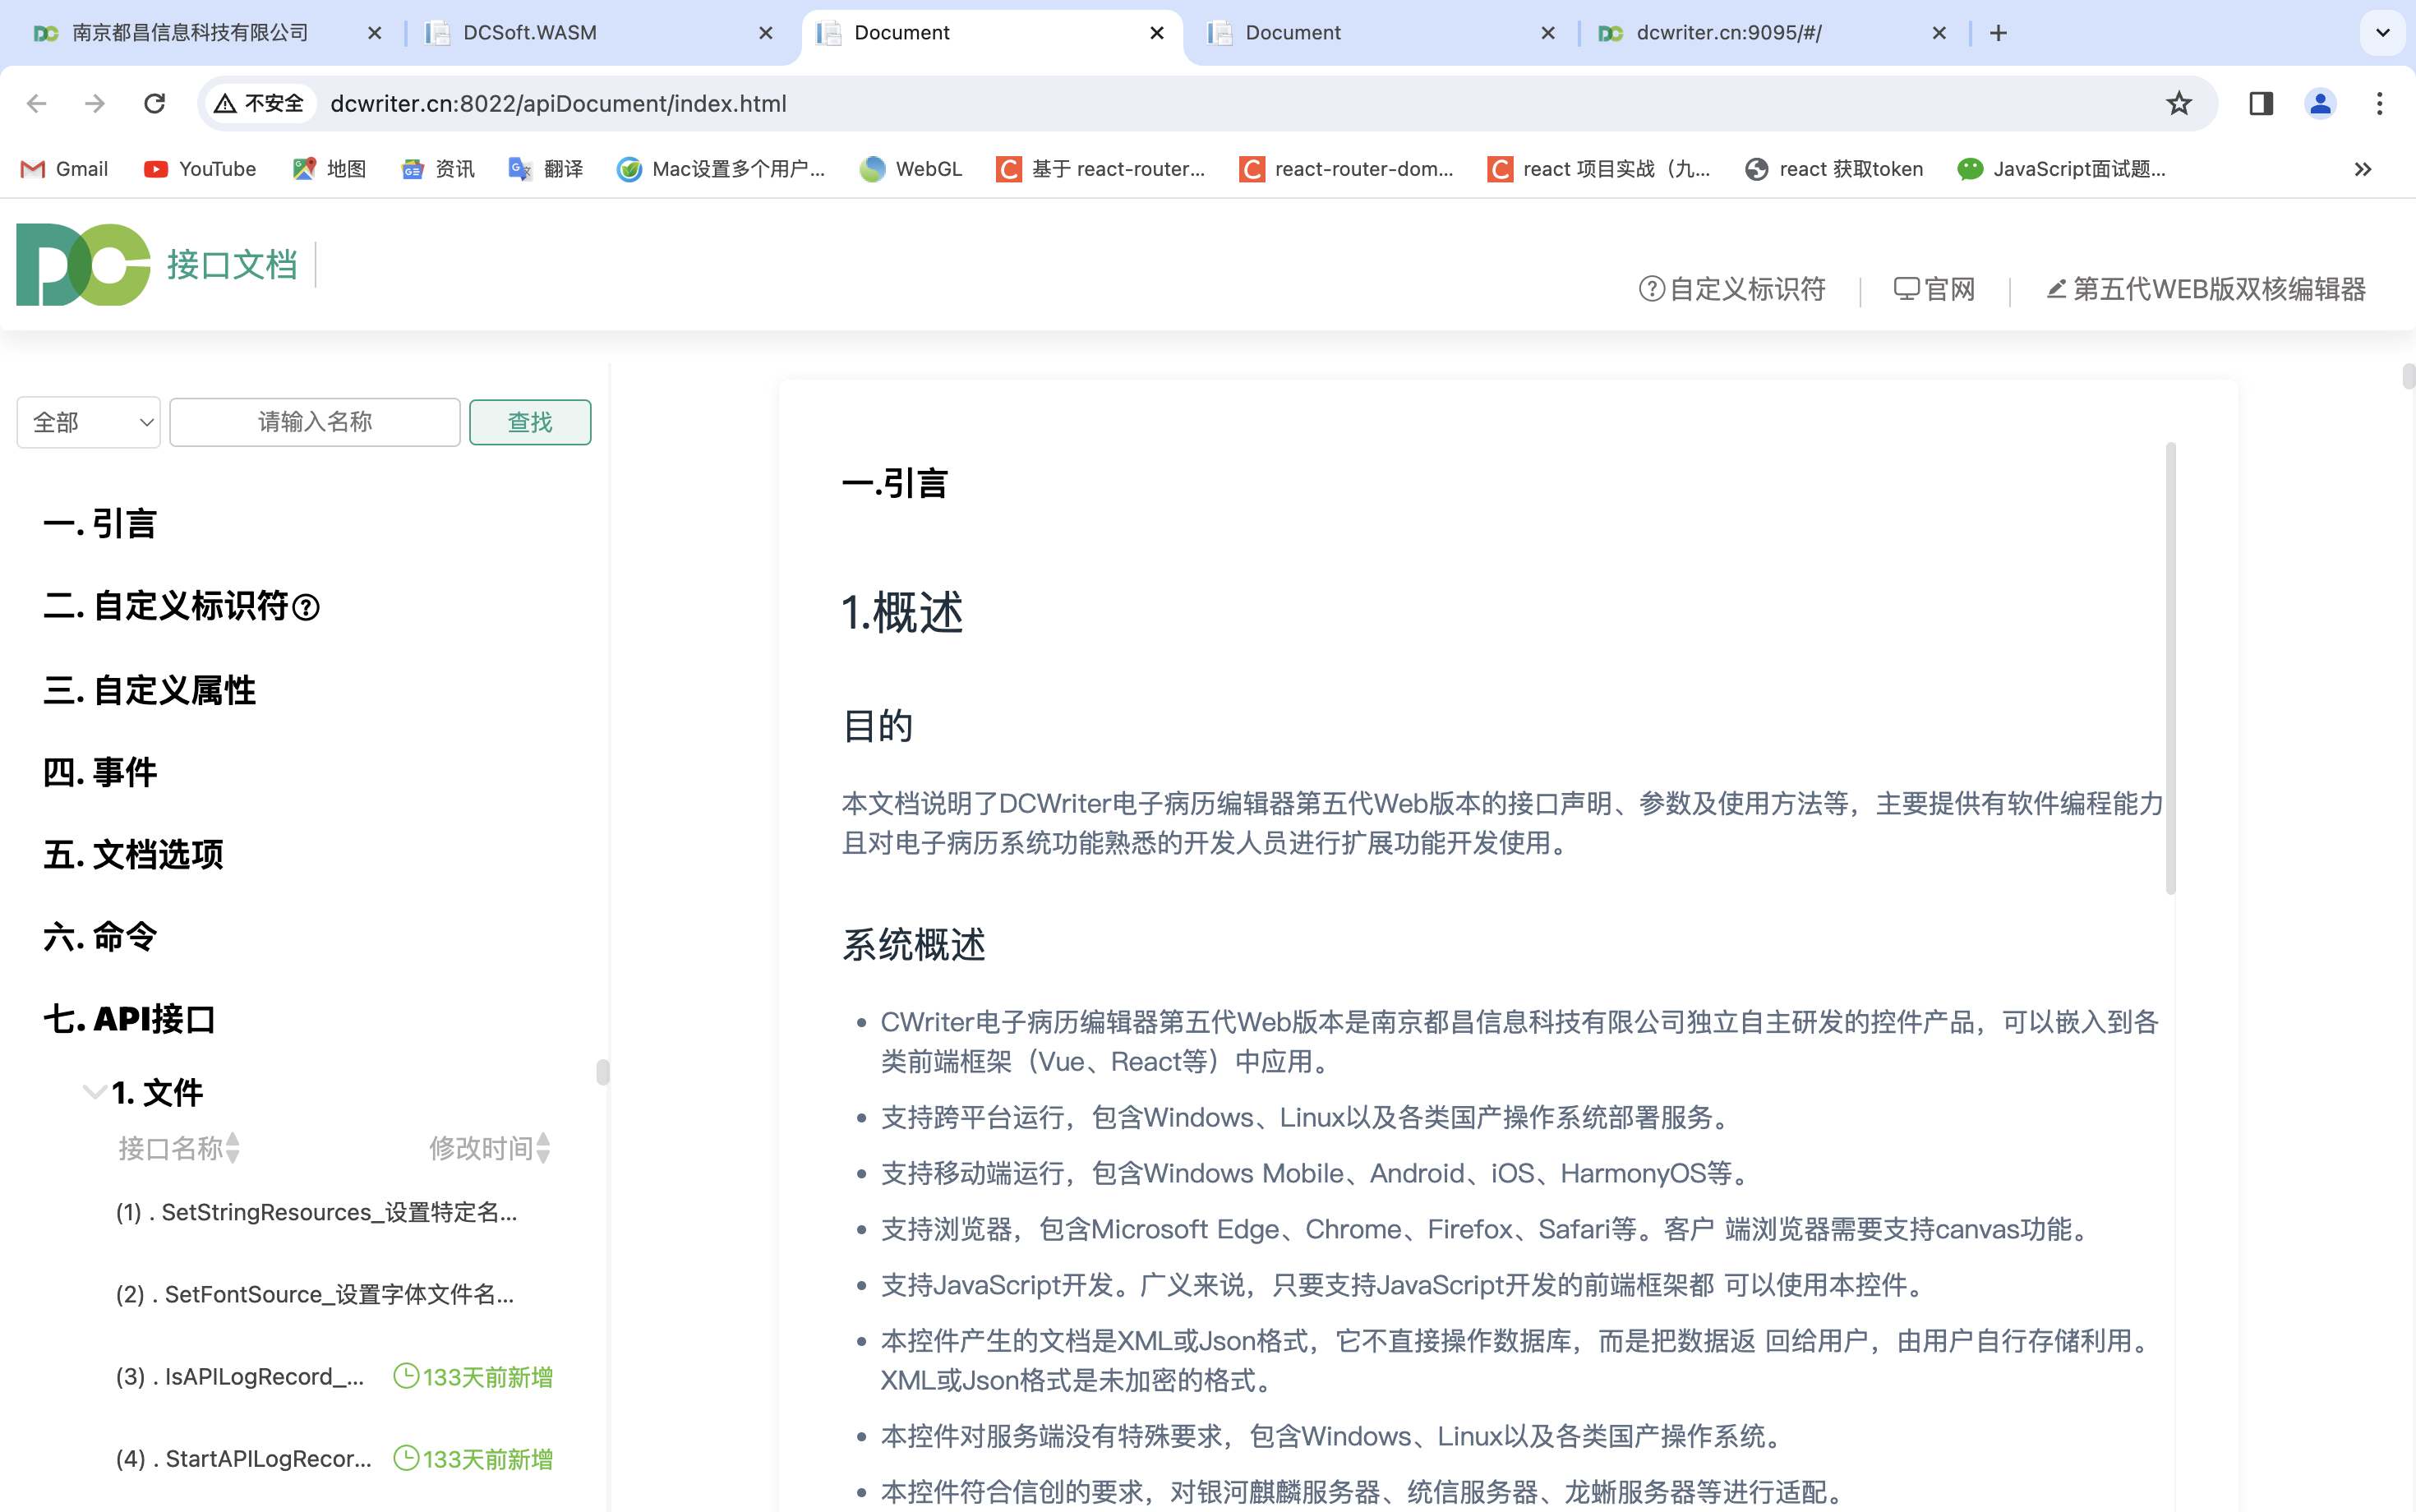 南京都昌信息科技有限公司
DCSoft.WASM
Document
Document
dcwriter.cn:9095/#/
不安全
dcwriter.cn:8022/apiDocument/index.html
Gmail
YouTube
地图
资讯
翻译
Mac设置多个用户...
WebGL
基于 react-router...
react-router-dom...
react 项目实战（九...
react 获取token
JavaScript面试题...
DC
接口文档
自定义标识符
官网
第五代WEB版双核编辑器
全部
请输入名称
查找
一. 引言
二. 自定义标识符
三. 自定义属性
四. 事件
五. 文档选项
六. 命令
七. API接口
1. 文件
接口名称
修改时间
(1) . SetStringResources_设置特定名...
(2) . SetFontSource_设置字体文件名...
(3) . IsAPILogRecord_...
133天前新增
(4) . StartAPILogRecor...
133天前新增
一.引言
1.概述
目的
本文档说明了DCWriter电子病历编辑器第五代Web版本的接口声明、参数及使用方法等，主要提供有软件编程能力
且对电子病历系统功能熟悉的开发人员进行扩展功能开发使用。
系统概述
CWriter电子病历编辑器第五代Web版本是南京都昌信息科技有限公司独立自主研发的控件产品，可以嵌入到各
类前端框架（Vue、React等）中应用。
支持跨平台运行，包含Windows、Linux以及各类国产操作系统部署服务。
支持移动端运行，包含Windows Mobile、Android、iOS、HarmonyOS等。
支持浏览器，包含Microsoft Edge、Chrome、Firefox、Safari等。客户 端浏览器需要支持canvas功能。
支持JavaScript开发。广义来说，只要支持JavaScript开发的前端框架都 可以使用本控件。
本控件产生的文档是XML或Json格式，它不直接操作数据库，而是把数据返 回给用户，由用户自行存储利用。
XML或Json格式是未加密的格式。
本控件对服务端没有特殊要求，包含Windows、Linux以及各类国产操作系统。
本控件符合信创的要求，对银河麒麟服务器、统信服务器、龙蜥服务器等进行适配。